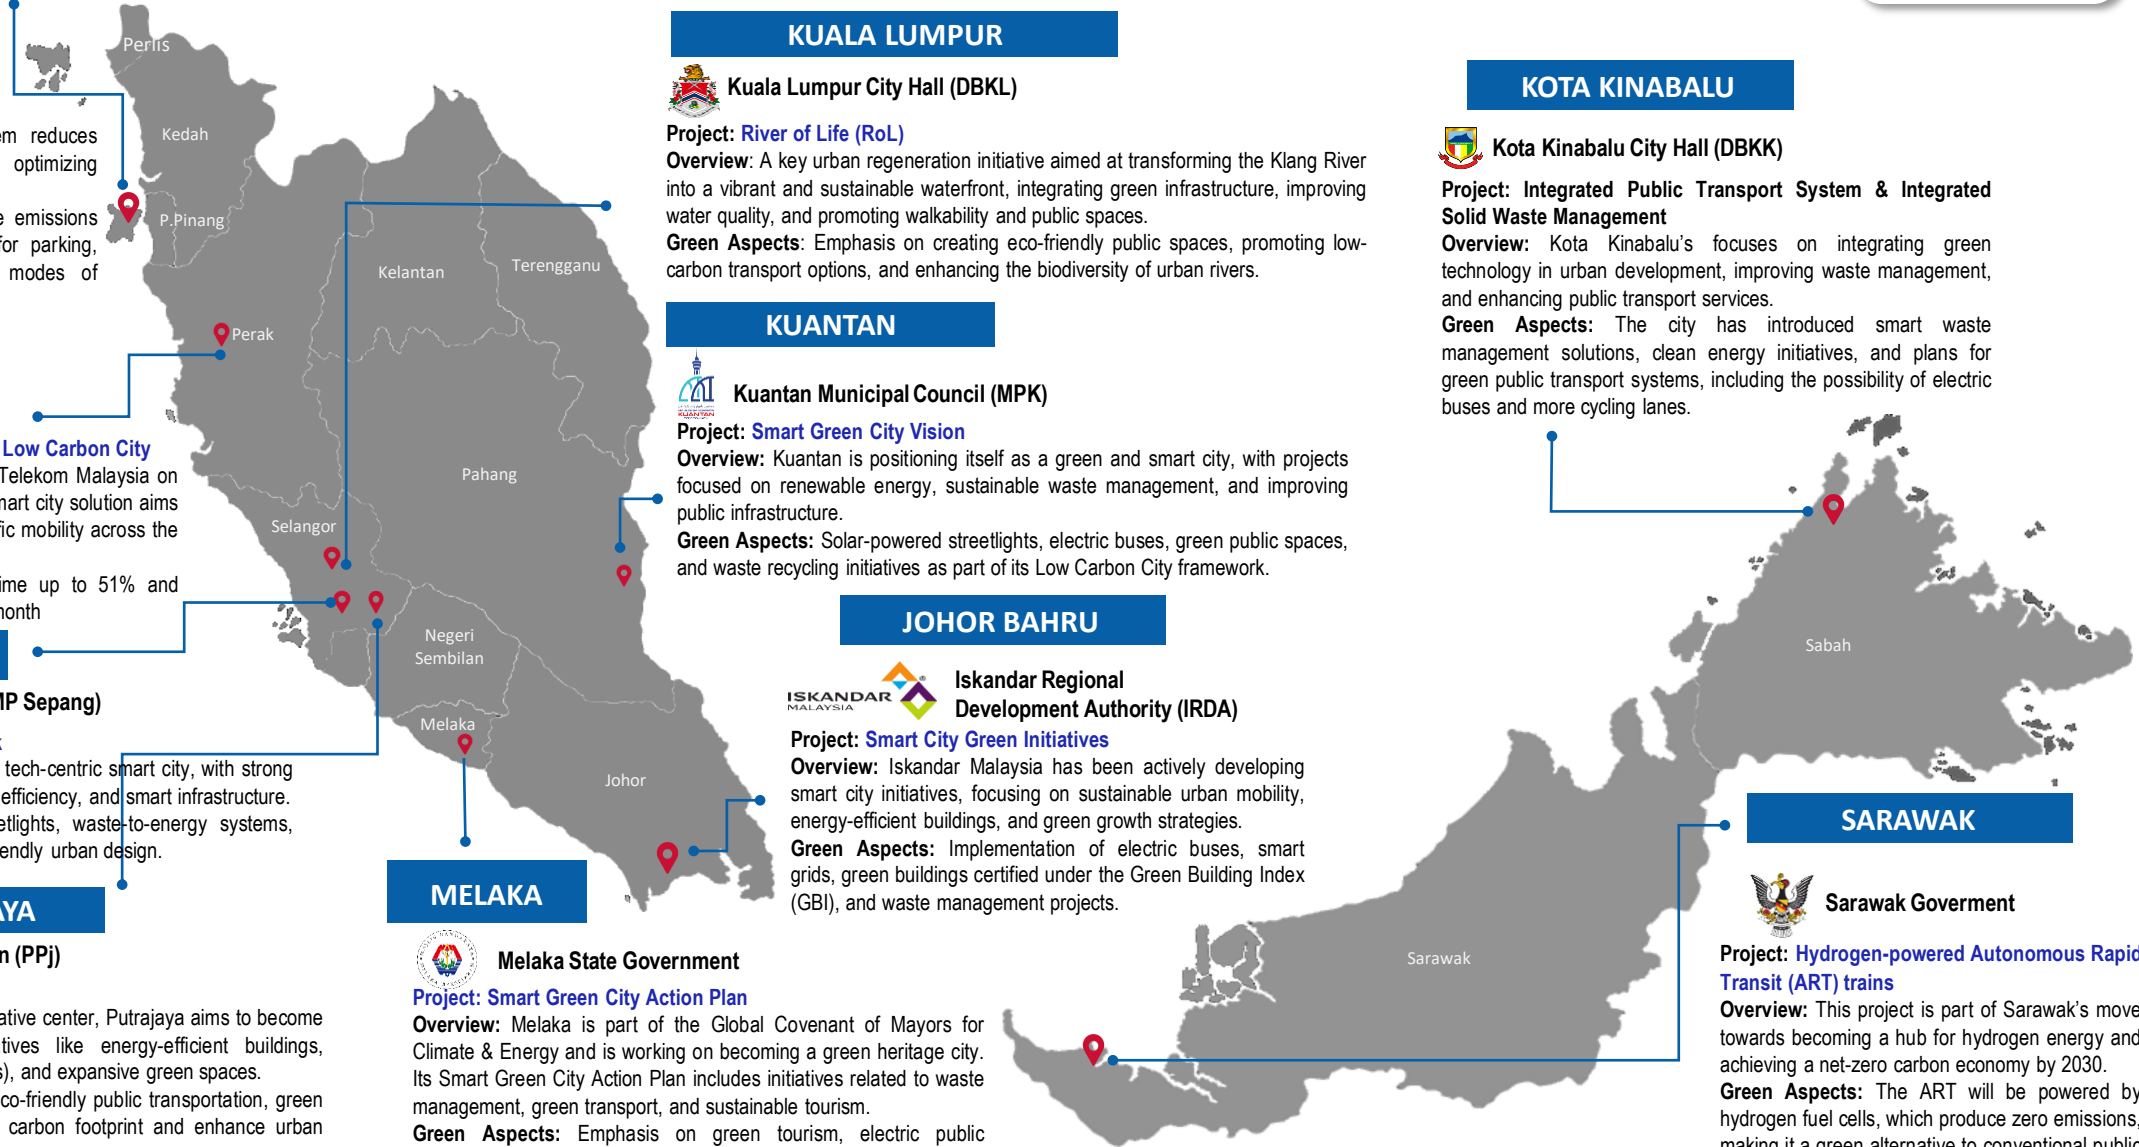 Perlis
Kedah
P.Pinang
Perak
Kelantan
Terengganu
Pahang
Selangor
Negeri
Sembilan
Melaka
Johor
Sabah
Sarawak
reduces
optimizing
emissions
for parking,
modes of
Low Carbon City
Telekom Malaysia on
smart city solution aims
mobility across the
up to 51% and
MP Sepang)
tech-centric smart city, with strong
efficiency, and smart infrastructure.
waste-to-energy systems,
urban design.
(PPj)
center, Putrajaya aims to become
like energy-efficient buildings,
and expansive green spaces.
eco-friendly public transportation, green
carbon footprint and enhance urban
KUALA LUMPUR
Kuala Lumpur City Hall (DBKL)
Project: River of Life (RoL)
Overview: A key urban regeneration initiative aimed at transforming the Klang River
into a vibrant and sustainable waterfront, integrating green infrastructure, improving
water quality, and promoting walkability and public spaces.
Green Aspects: Emphasis on creating eco-friendly public spaces, promoting low-
carbon transport options, and enhancing the biodiversity of urban rivers.
KUANTAN
KUANTAN
Kuantan Municipal Council (MPK)
Project: Smart Green City Vision
Overview: Kuantan is positioning itself as a green and smart city, with projects
focused on renewable energy, sustainable waste management, and improving
public infrastructure.
Green Aspects: Solar-powered streetlights, electric buses, green public spaces,
and waste recycling initiatives as part of its Low Carbon City framework.
JOHOR BAHRU
ISKANDAR
MALAYSIA
Iskandar Regional
Development Authority (IRDA)
Project: Smart City Green Initiatives
Overview: Iskandar Malaysia has been actively developing
smart city initiatives, focusing on sustainable urban mobility,
energy-efficient buildings, and green growth strategies.
Green Aspects: Implementation of electric buses, smart
grids, green buildings certified under the Green Building Index
(GBI), and waste management projects.
MELAKA
Melaka State Government
Project: Smart Green City Action Plan
Overview: Melaka is part of the Global Covenant of Mayors for
Climate & Energy and is working on becoming a green heritage city.
Its Smart Green City Action Plan includes initiatives related to waste
management, green transport, and sustainable tourism.
Green Aspects: Emphasis on green tourism, electric public
KOTA KINABALU
Kota Kinabalu City Hall (DBKK)
Project: Integrated Public Transport System & Integrated
Solid Waste Management
Overview: Kota Kinabalu's focuses on integrating green
technology in urban development, improving waste management,
and enhancing public transport services.
Green Aspects: The city has introduced smart waste
management solutions, clean energy initiatives, and plans for
green public transport systems, including the possibility of electric
buses and more cycling lanes.
SARAWAK
Sarawak Goverment
Project: Hydrogen-powered Autonomous Rapid
Transit (ART) trains
Overview: This project is part of Sarawak's move
towards becoming a hub for hydrogen energy and
achieving a net-zero carbon economy by 2030.
Green Aspects: The ART will be powered by
hydrogen fuel cells, which produce zero emissions,
making it a green alternative to conventional public